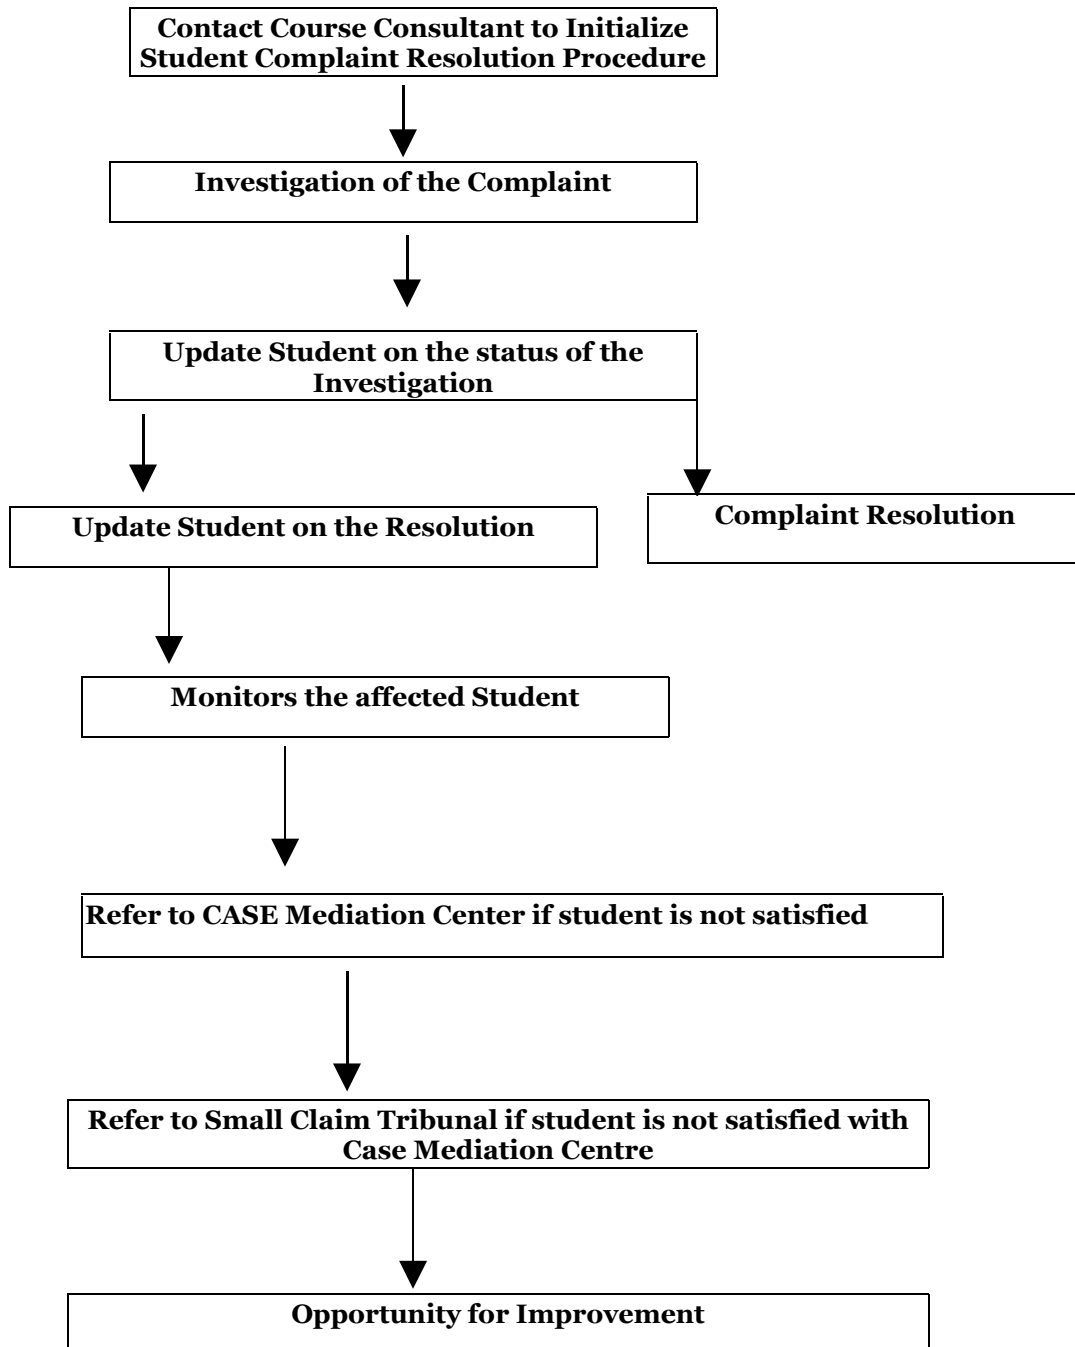 Contact Course Consultant to Initialize
Student Complaint Resolution Procedure
Investigation of the Complaint
Update Student on the status of the
Investigation
Update Student on the Resolution
Complaint Resolution
Monitors the affected Student
Refer to CASE Mediation Center if student is not satisfied
Refer to Small Claim Tribunal if student is not satisfied with
Case Mediation Centre
Opportunity for Improvement